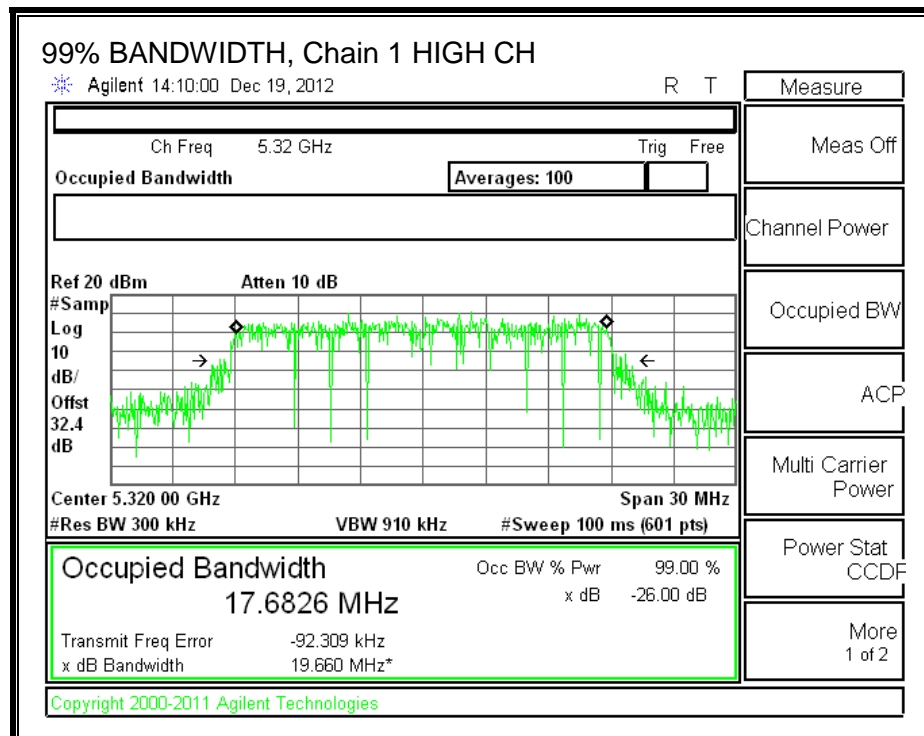 99% BANDWIDTH, Chain 1 HIGH CH
Agilent 14:10:00 Dec 19, 2012 R T
Measure
Ch Freq 5.32 GHz Trig Free
Meas Off
Occupied Bandwidth Averages: 100
Channel Power
Ref 20 dBm Atten 10 dB
#Samp
Log
10
dB/
Offst
32.4
dB
Occupied BW
ACP
Multi Carrier
Power
Center 5.320 00 GHz Span 30 MHz
#Res BW 300 kHz VBW 910 kHz #Sweep 100 ms (601 pts)
Power Stat
CCDF
Occupied Bandwidth Occ BW % Pwr 99.00 %
17.6826 MHz x dB -26.00 dB
Transmit Freq Error -92.309 kHz
x dB Bandwidth 19.660 MHz*
More
1 of 2
Copyright 2000-2011 Agilent Technologies